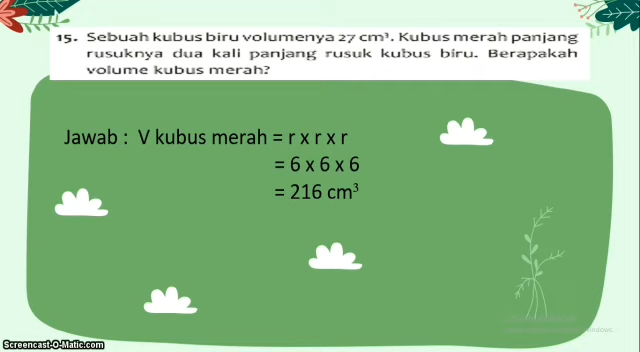 15. Sebuah kubus biru volumenya 27 cm³. Kubus merah panjang
rusuknya dua kali panjang rusuk kubus biru. Berapakah
volume kubus merah?
Jawab : V kubus merah = r x r x r
= 6 x 6 x 6
= 216 cm³
Screencast-O-Matic.com